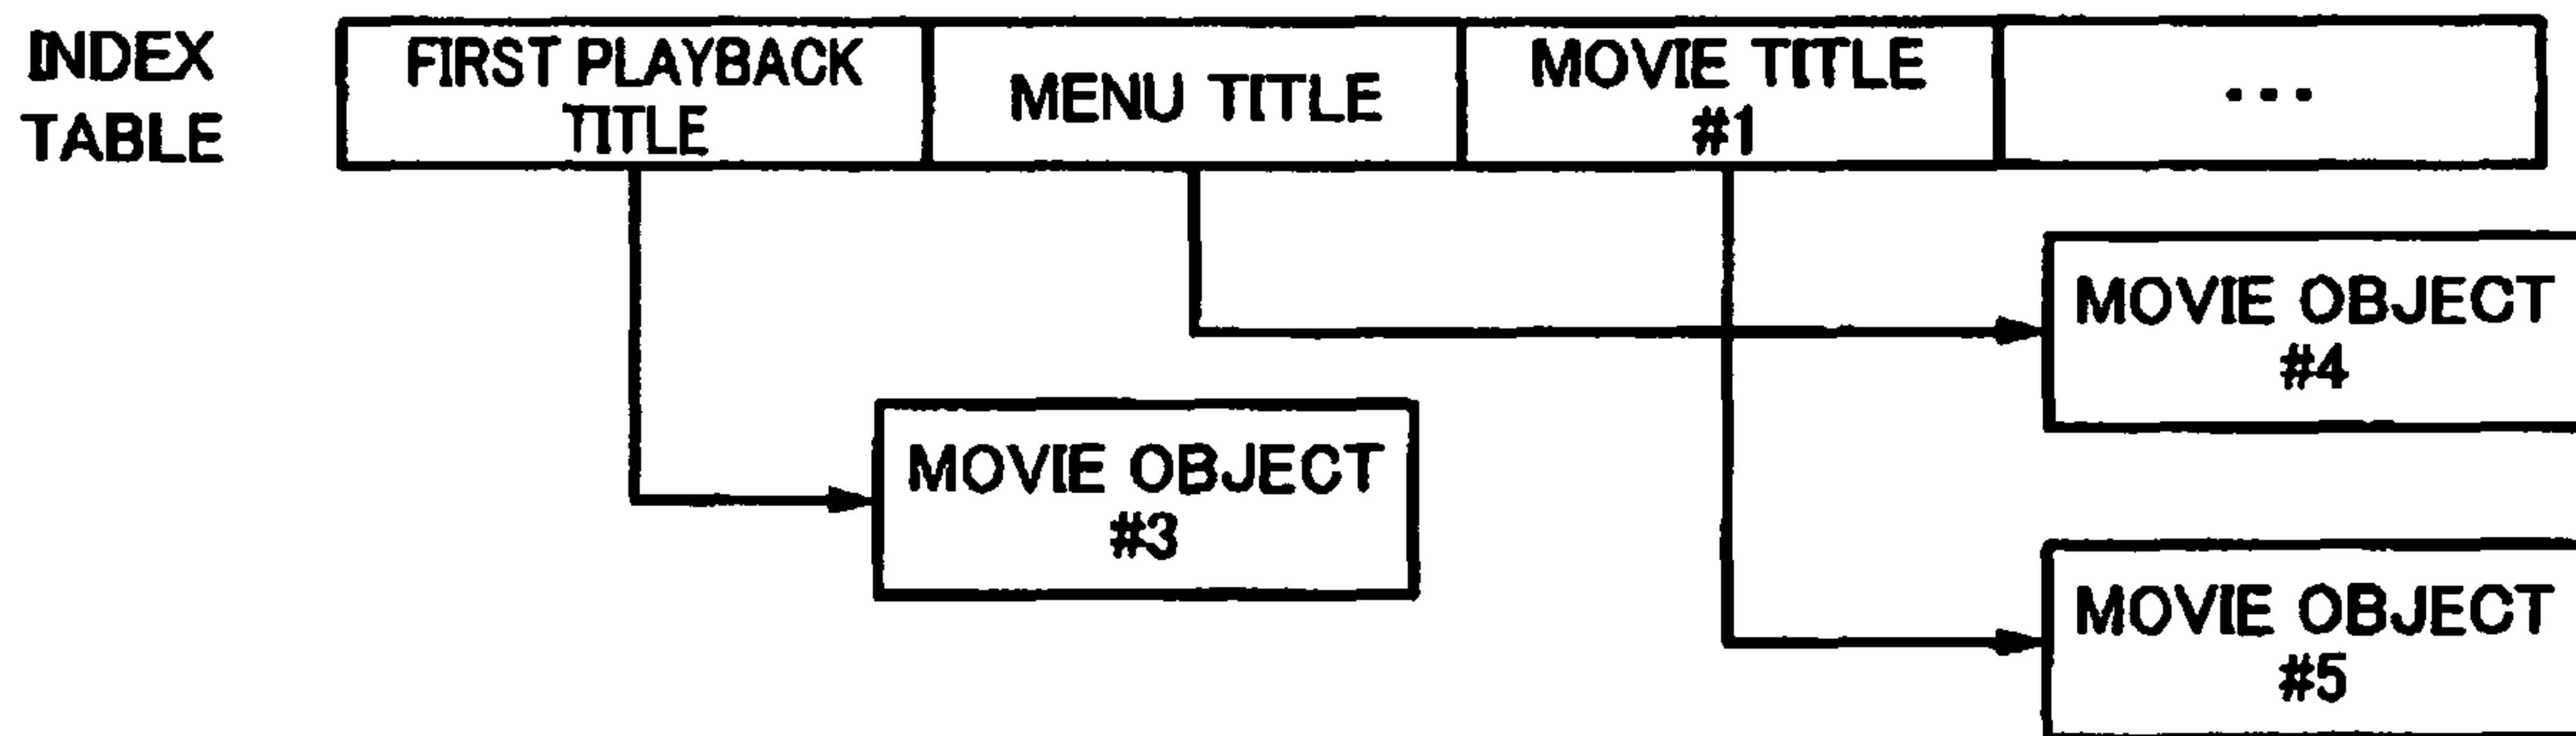 INDEX
TABLE
FIRST PLAYBACK
TITLE
MENU TITLE
MOVIE TITLE
#1
...
MOVIE OBJECT
#4
MOVIE OBJECT
#3
MOVIE OBJECT
#5